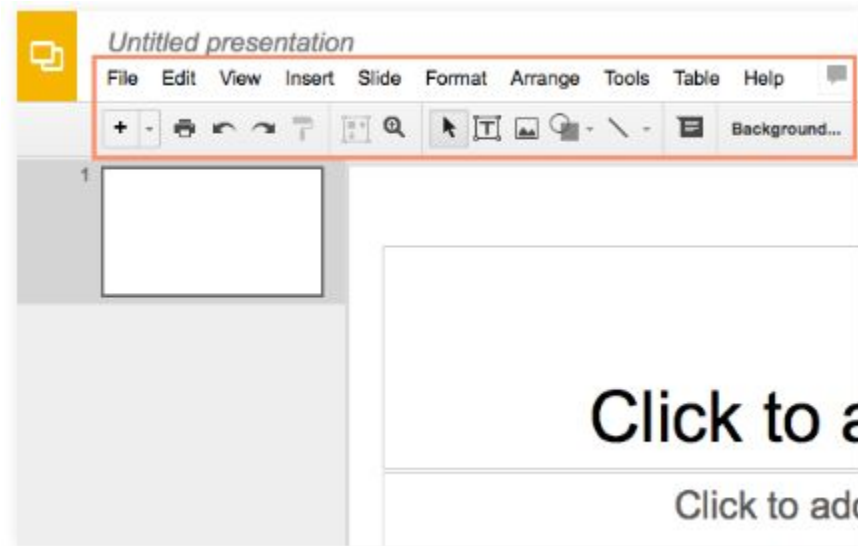 Untitled presentation
File Edit View Insert Slide Format Arrange Tools Table Help
Background...
1
Click to a
Click to add